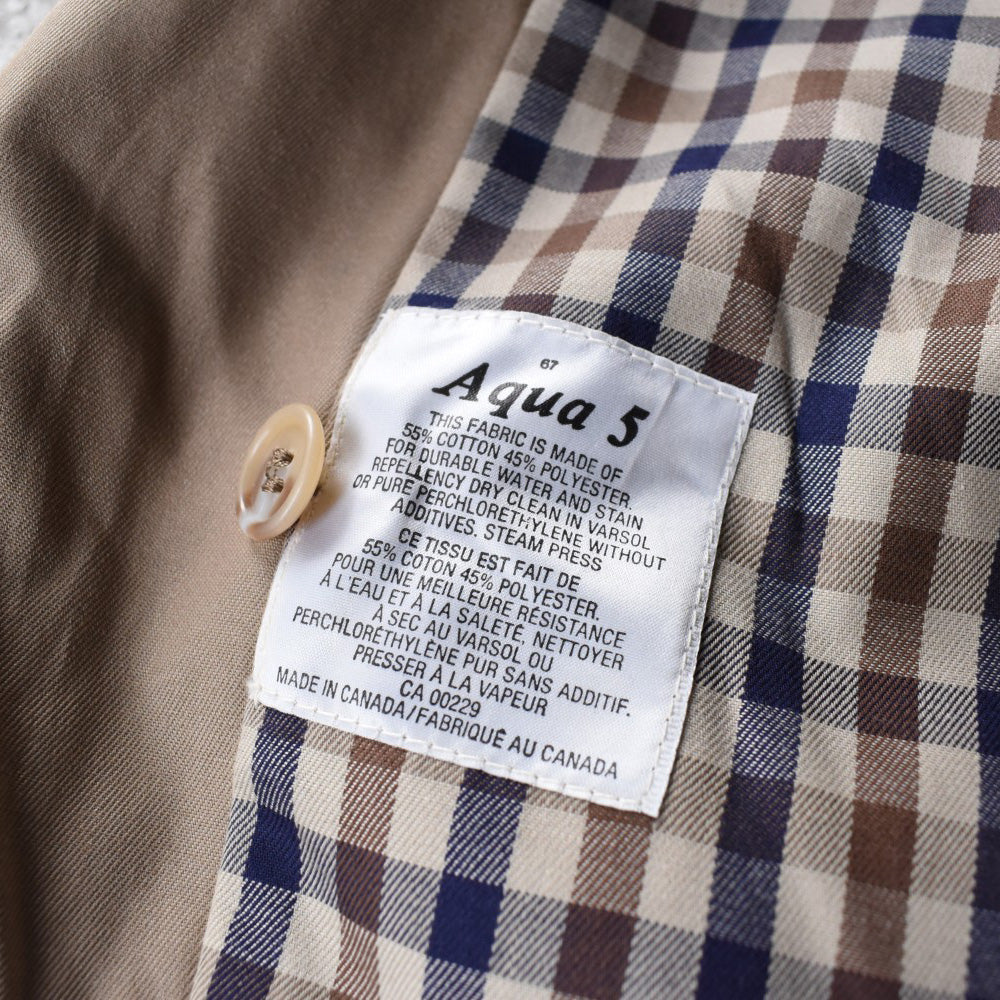 67
Aqua 5
THIS FABRIC IS MADE OF
55% COTTON 45% POLYESTER.
FOR DURABLE WATER AND STAIN
REPELLENCY DRY CLEAN IN VARSOL
OR PURE PERCHLORETHYLENE WITHOUT
ADDITIVES. STEAM PRESS
CE TISSU EST FAIT DE
55% COTON 45% POLYESTER.
POUR UNE MEILLEURE RÉSISTANCE
À L'EAU ET À LA SALETÉ, NETTOYER
À SEC AU VARSOL OU
PERCHLORÉTHYLÈNE PUR SANS ADDITIF.
PRESSER À LA VAPEUR
CA 00229
MADE IN CANADA/FABRIQUÉ AU CANADA